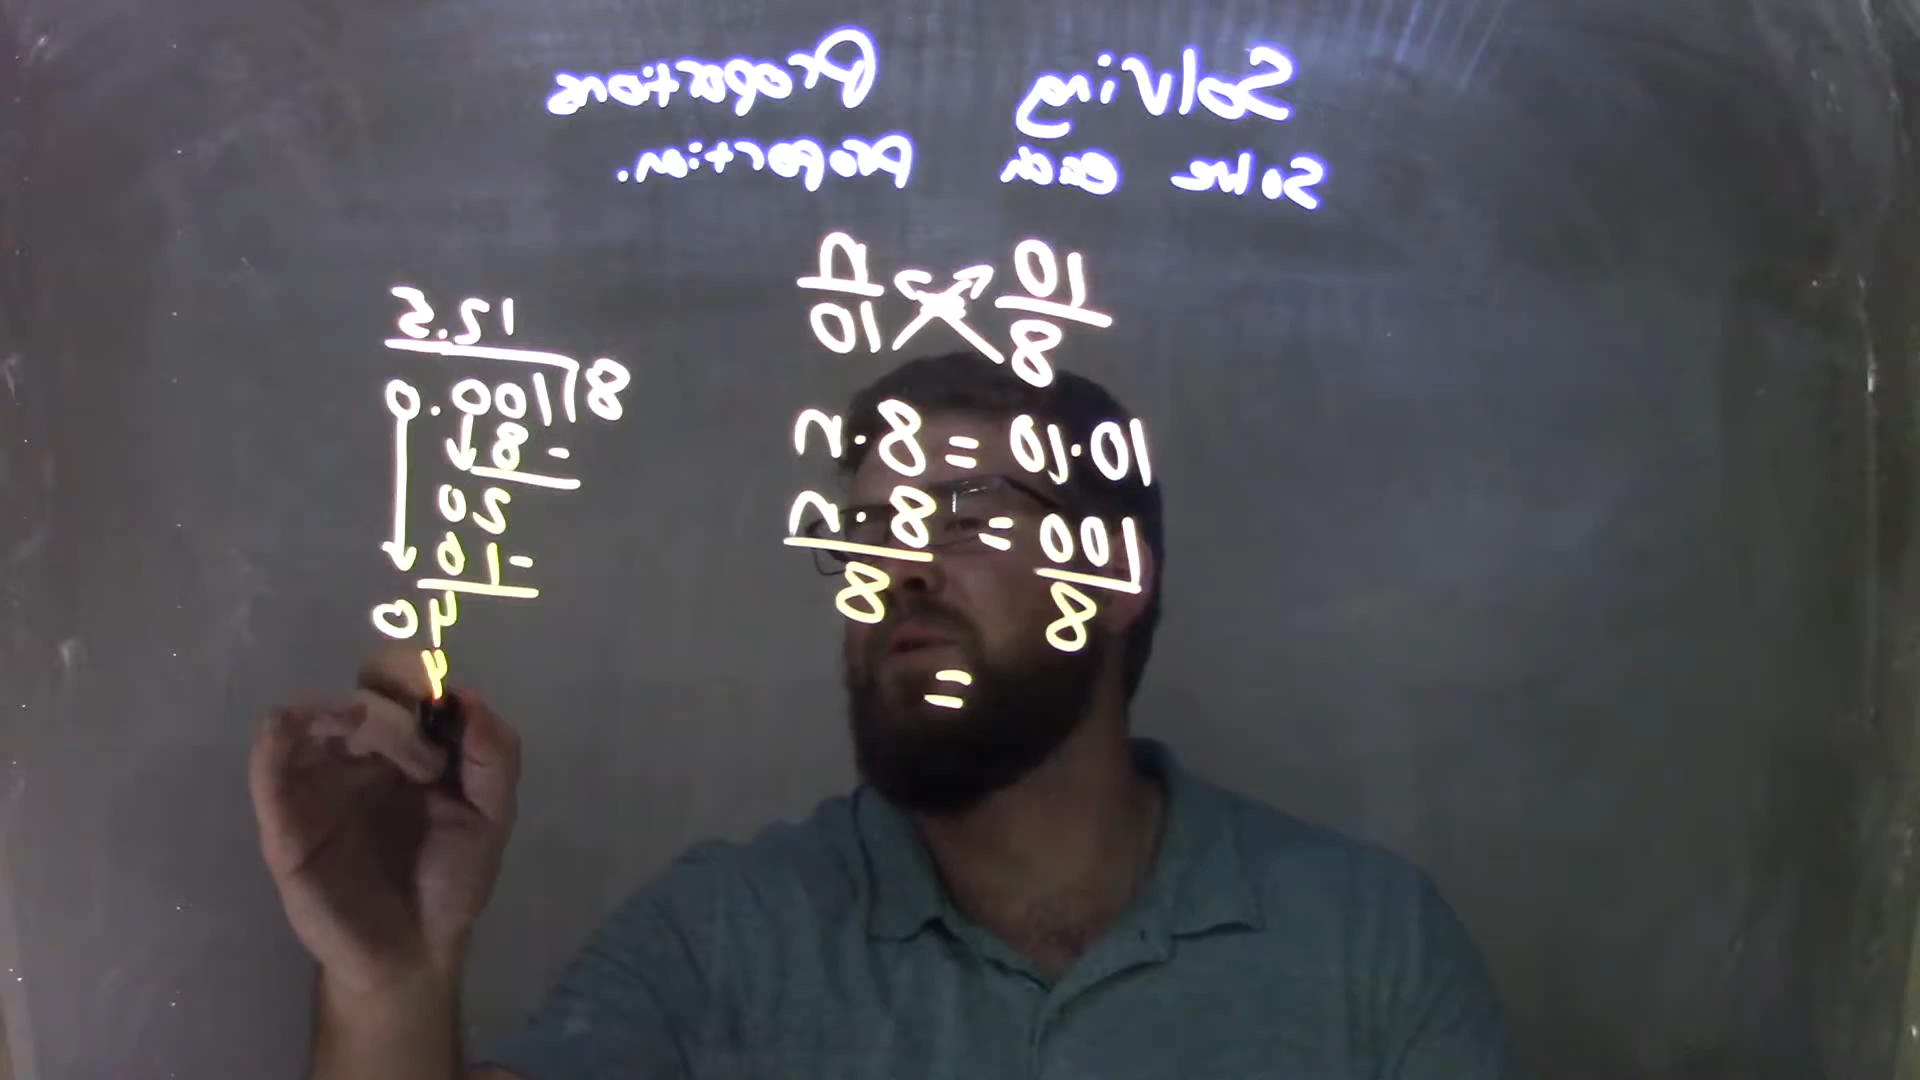 Solving Proportions
Solve each proportion.
10/8 = n/10
10·10 = 8·n
100/8 = 8·n/8
=
12.5
8)100.0
-8
20
-16
40
4